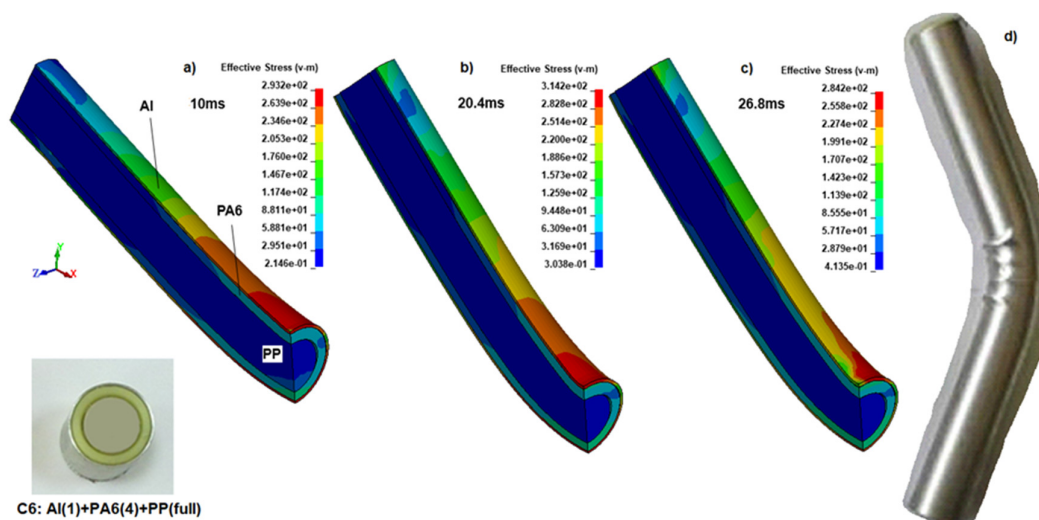 a)
Effective Stress (v-m)
10ms
2.932e+02
2.639e+02
2.346e+02
2.053e+02
1.760e+02
1.467e+02
1.174e+02
8.811e+01
5.881e+01
2.951e+01
2.146e-01
Al
PA6
PP
Y
Z
X
b)
Effective Stress (v-m)
20.4ms
3.142e+02
2.828e+02
2.514e+02
2.200e+02
1.886e+02
1.573e+02
1.259e+02
9.448e+01
6.309e+01
3.169e+01
3.038e-01
c)
Effective Stress (v-m)
26.8ms
2.842e+02
2.558e+02
2.274e+02
1.991e+02
1.707e+02
1.423e+02
1.139e+02
8.555e+01
5.717e+01
2.879e+01
4.135e-01
d)
C6: Al(1)+PA6(4)+PP(full)